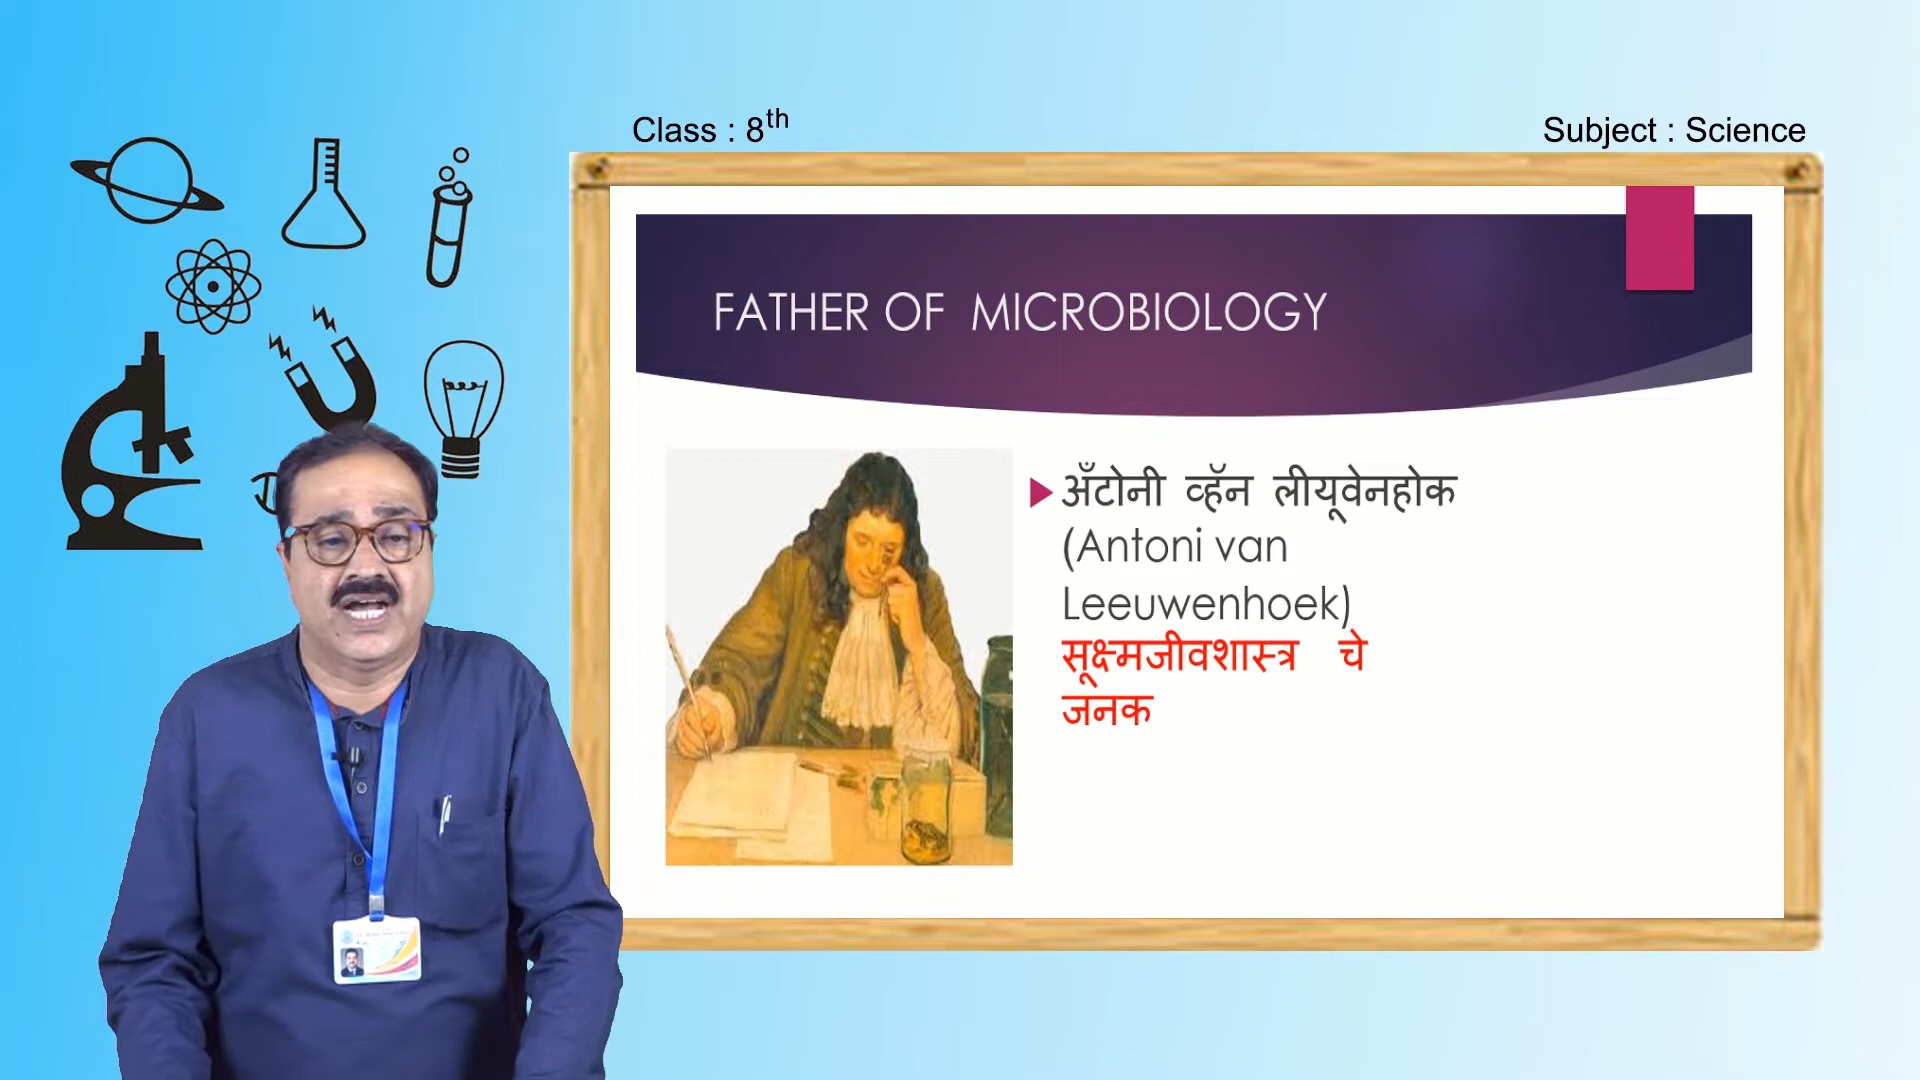 Class : 8th
Subject : Science
FATHER OF MICROBIOLOGY
अँटोनी व्हॅन लीयूवेनहोक
(Antoni van
Leeuwenhoek)
सूक्ष्मजीवशास्त्र चे
जनक